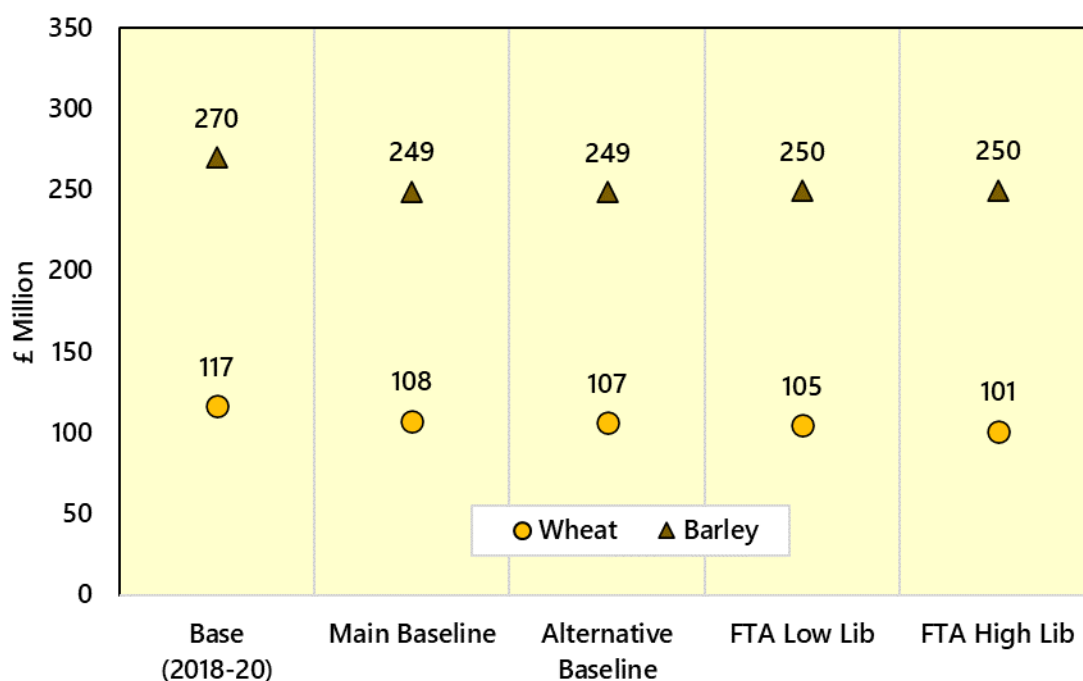 350
300
250
200
150
100
50
0
£ Million
270
249
249
250
250
117
108
107
105
101
Wheat
Barley
Base
(2018-20)
Main Baseline
Alternative
Baseline
FTA Low Lib
FTA High Lib